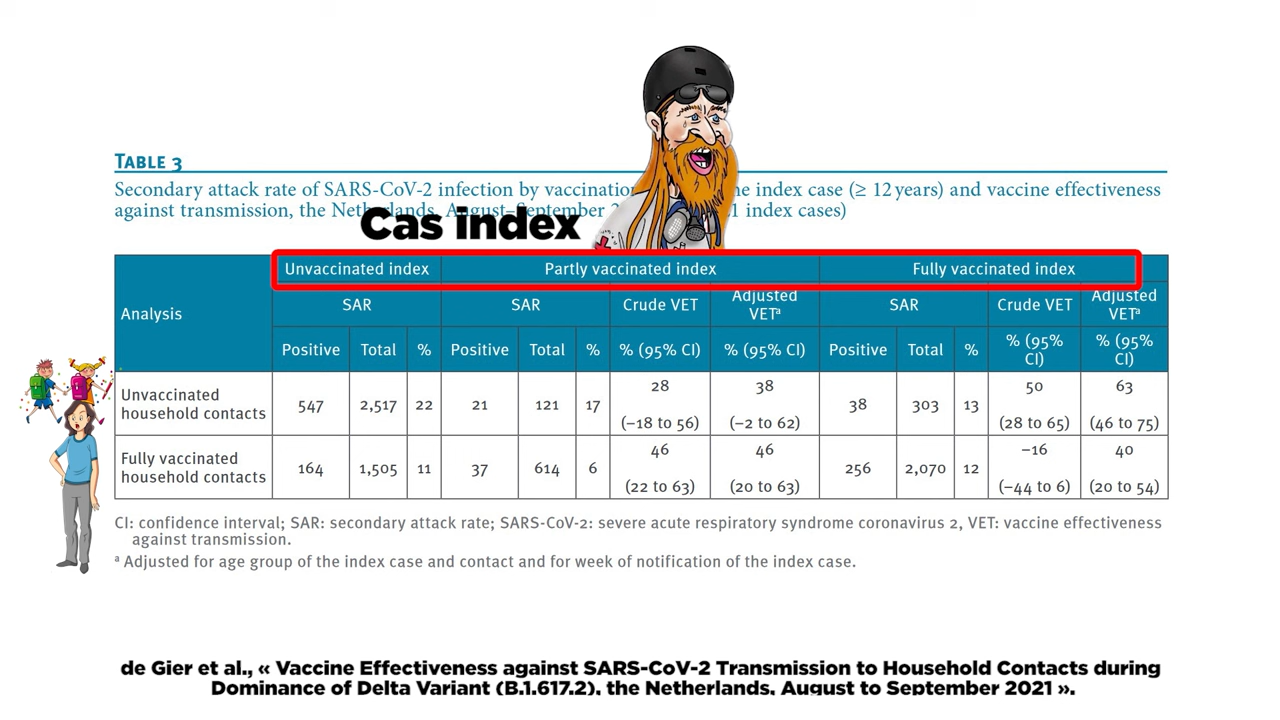 TABLE 3
Secondary attack rate of SARS-CoV-2 infection by vaccination ne index case (≥ 12 years) and vaccine effectiveness
against transmission, the Netherlands, August–September 2 1 index cases)
Cas index
Analysis Unvaccinated index Partly vaccinated index Fully vaccinated index
SAR SAR Crude VET Adjusted VETᵃ SAR Crude VET Adjusted VETᵃ
Positive Total % Positive Total % % (95% CI) % (95% CI) Positive Total % % (95% CI) % (95% CI)
Unvaccinated household contacts 547 2,517 22 21 121 17 28 (−18 to 56) 38 (−2 to 62) 38 303 13 50 (28 to 65) 63 (46 to 75)
Fully vaccinated household contacts 164 1,505 11 37 614 6 46 (22 to 63) 46 (20 to 63) 256 2,070 12 −16 (−44 to 6) 40 (20 to 54)
CI: confidence interval; SAR: secondary attack rate; SARS-CoV-2: severe acute respiratory syndrome coronavirus 2, VET: vaccine effectiveness
against transmission.
ᵃ Adjusted for age group of the index case and contact and for week of notification of the index case.
de Gier et al., « Vaccine Effectiveness against SARS-CoV-2 Transmission to Household Contacts during
Dominance of Delta Variant (B.1.617.2), the Netherlands, August to September 2021 ».